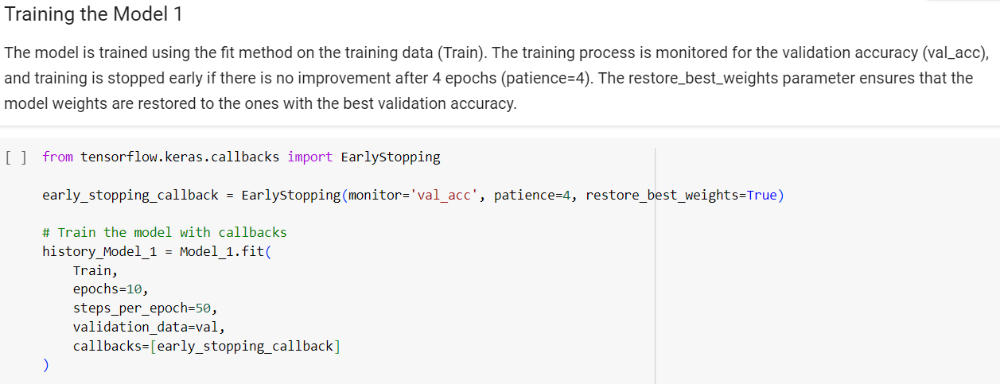 Training the Model 1
The model is trained using the fit method on the training data (Train). The training process is monitored for the validation accuracy (val_acc),
and training is stopped early if there is no improvement after 4 epochs (patience=4). The restore_best_weights parameter ensures that the
model weights are restored to the ones with the best validation accuracy.
[ ] from tensorflow.keras.callbacks import EarlyStopping
early_stopping_callback = EarlyStopping(monitor='val_acc', patience=4, restore_best_weights=True)
# Train the model with callbacks
history_Model_1 = Model_1.fit(
Train,
epochs=10,
steps_per_epoch=50,
validation_data=val,
callbacks=[early_stopping_callback]
)